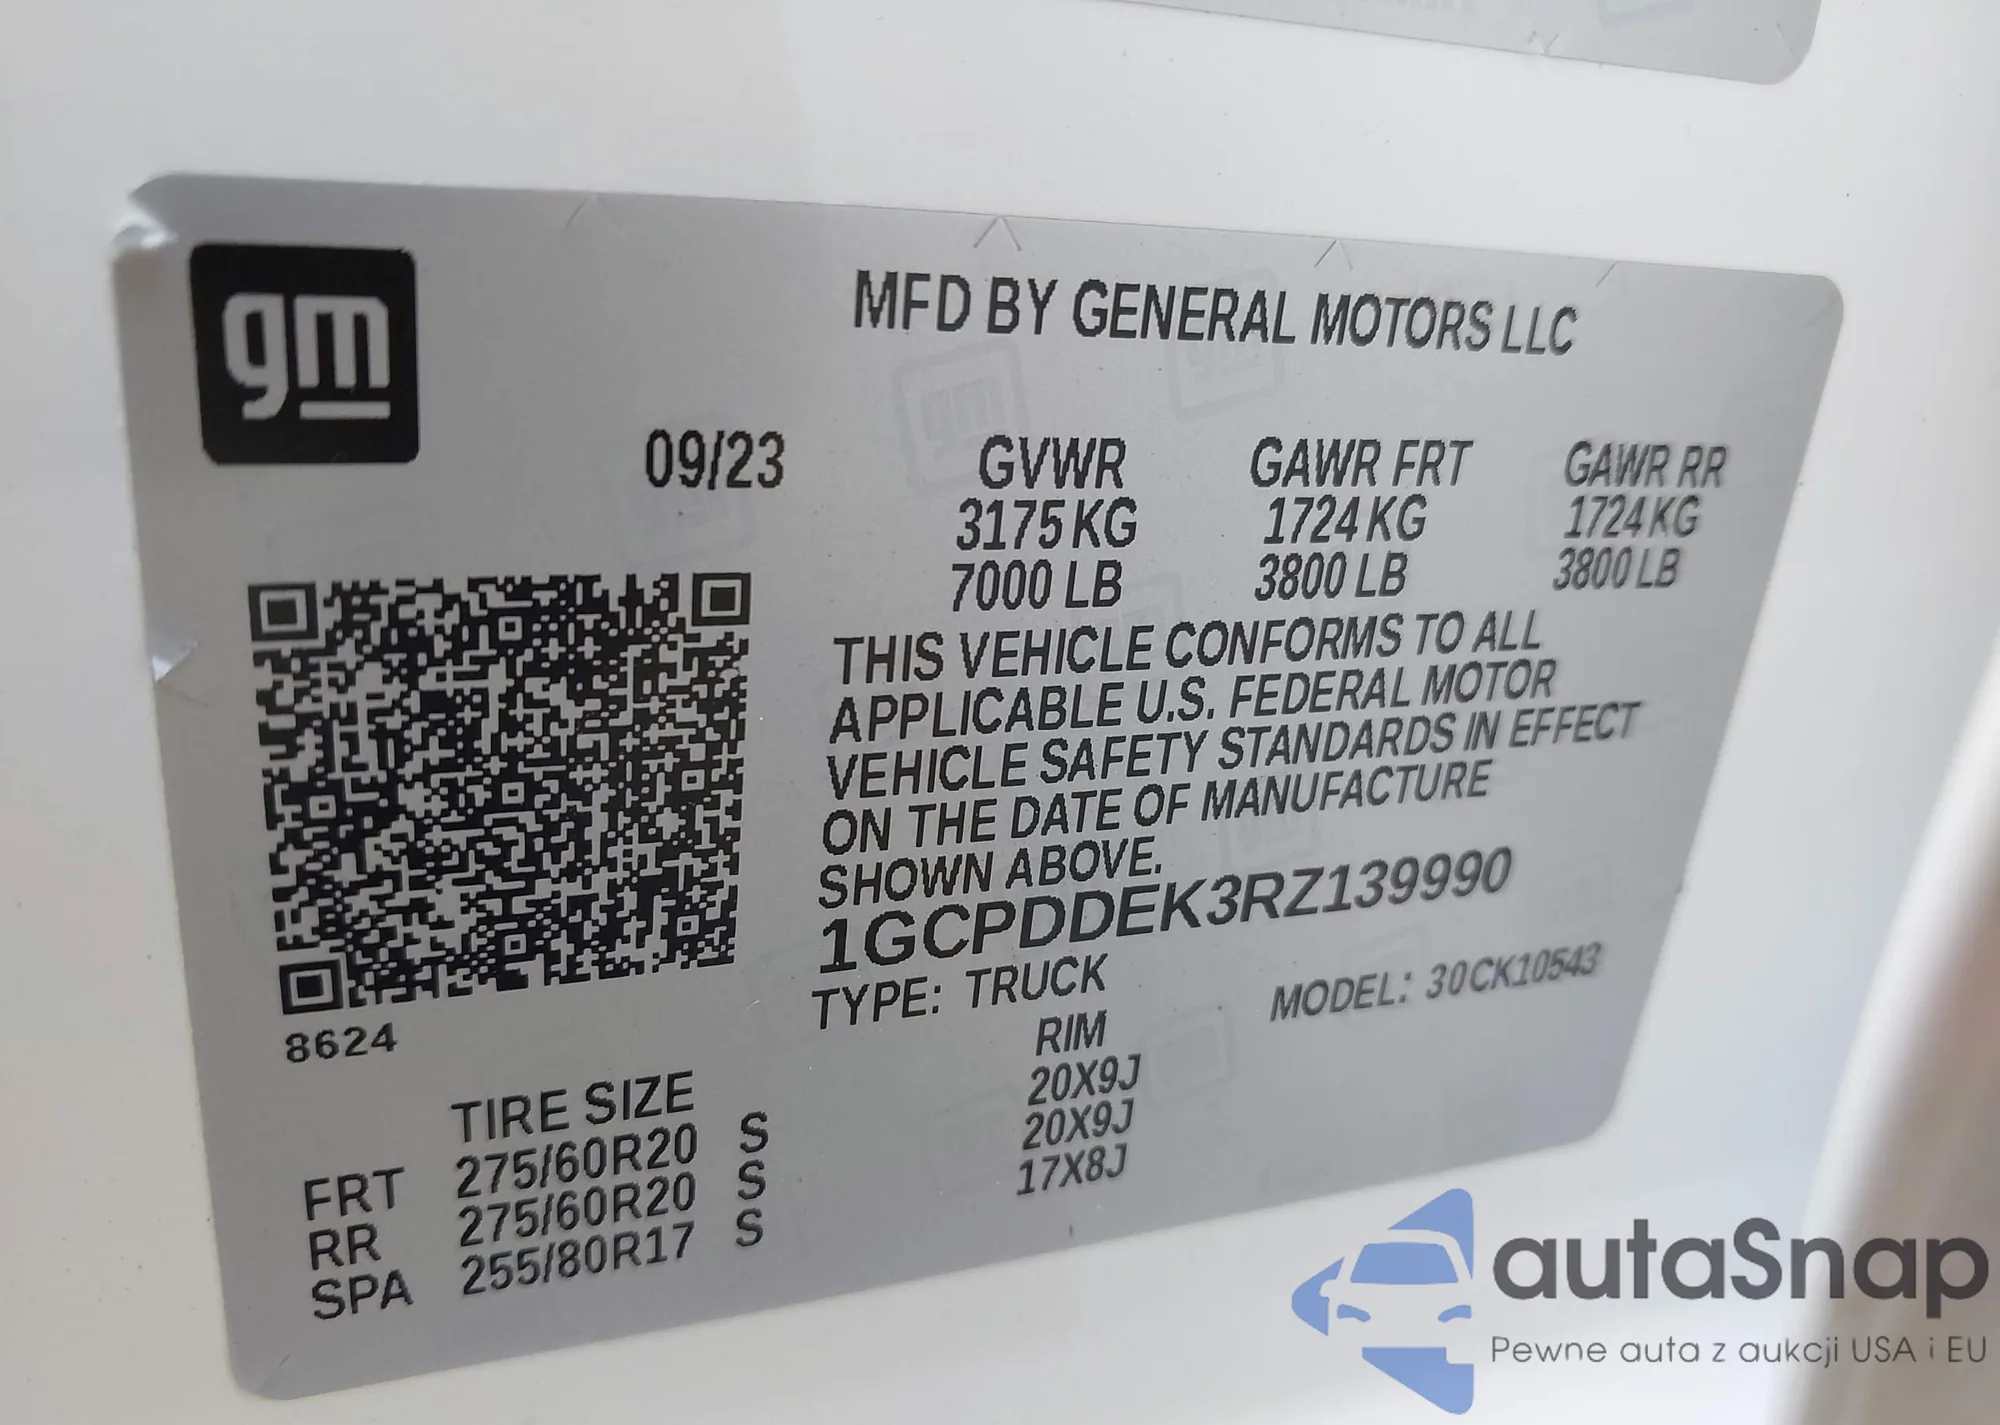 gm
MFD BY GENERAL MOTORS LLC
09/23
GVWR GAWR FRT GAWR RR
3175 KG 1724 KG 1724 KG
7000 LB 3800 LB 3800 LB
THIS VEHICLE CONFORMS TO ALL
APPLICABLE U.S. FEDERAL MOTOR
VEHICLE SAFETY STANDARDS IN EFFECT
ON THE DATE OF MANUFACTURE
SHOWN ABOVE.
1GCPDDEK3RZ139990
TYPE: TRUCK MODEL: 30CK10543
8624
TIRE SIZE RIM
FRT 275/60R20 S 20X9J
RR 275/60R20 S 20X9J
SPA 255/80R17 S 17X8J
autaSnap
Pewne auta z aukcji USA i EU